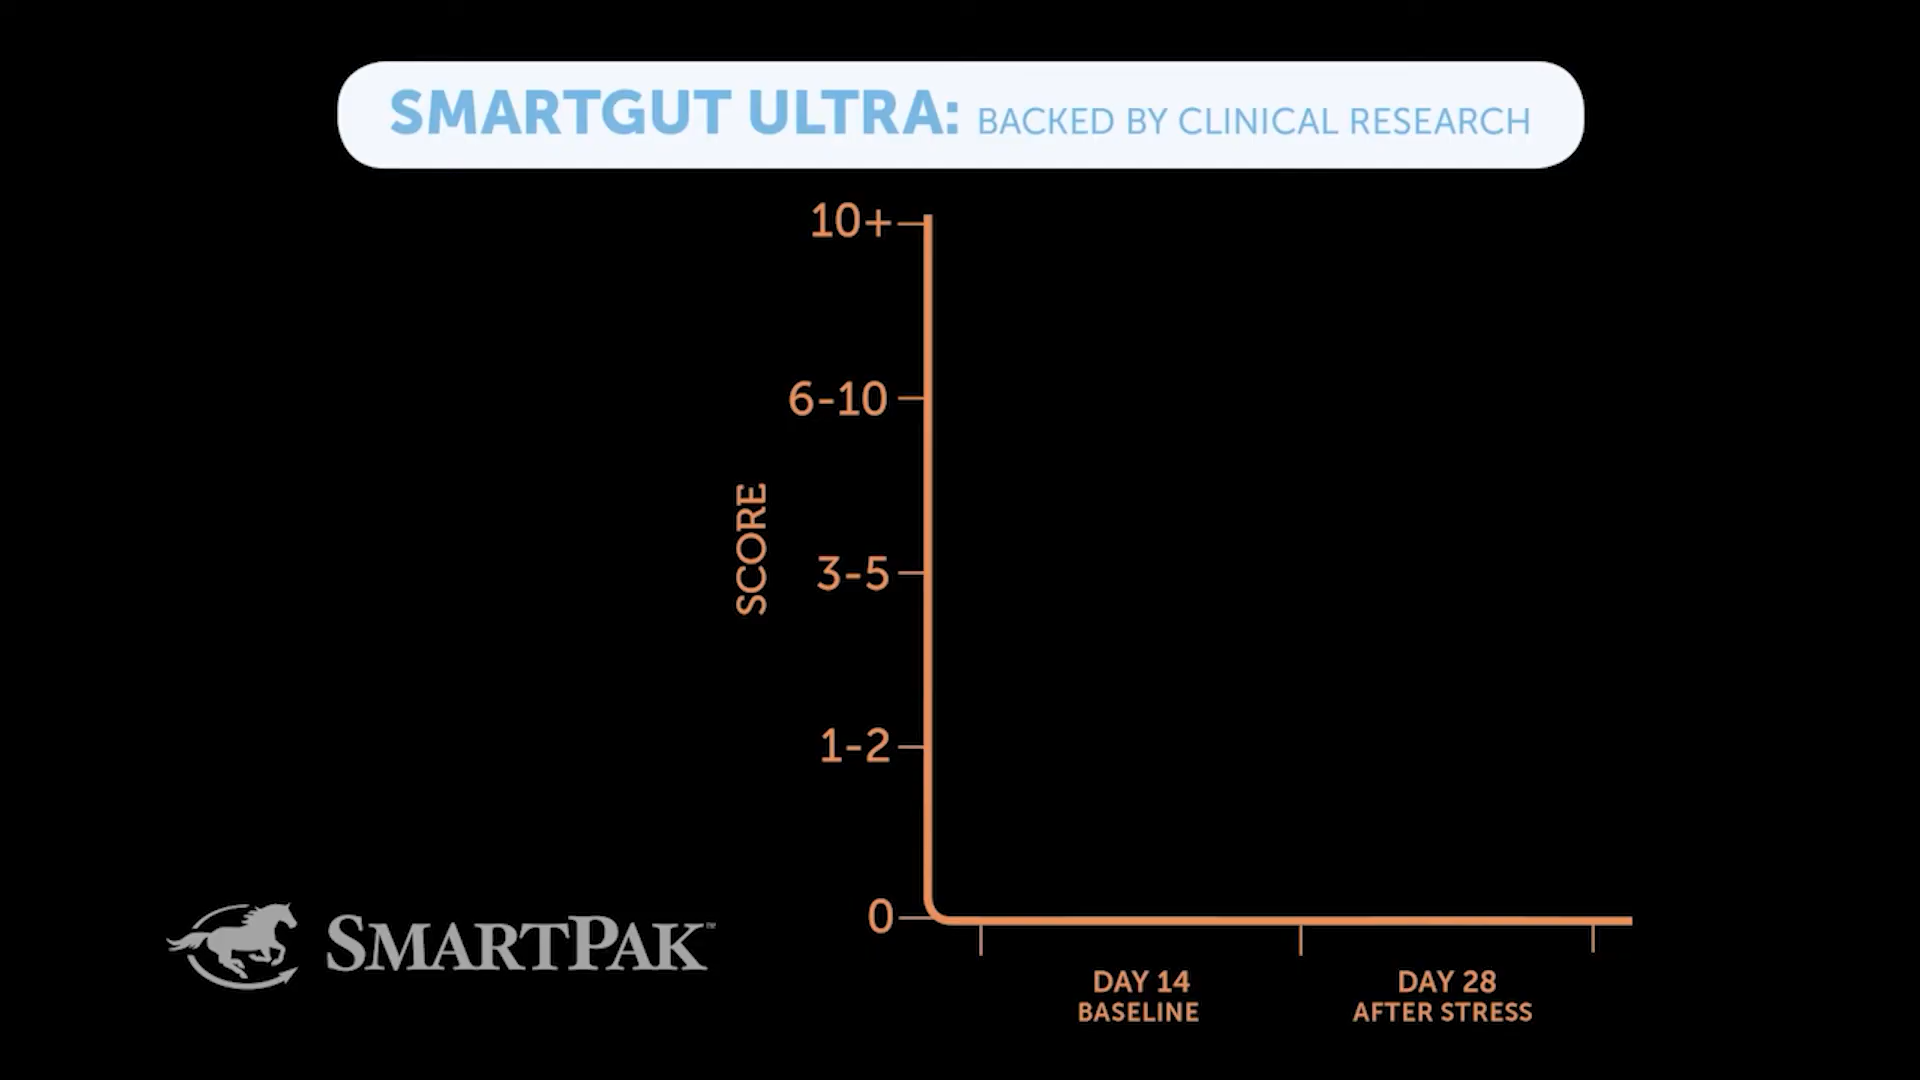 SMARTGUT ULTRA: BACKED BY CLINICAL RESEARCH
10+
6-10
SCORE
3-5
1-2
0
SMARTPAK™
DAY 14
BASELINE
DAY 28
AFTER STRESS